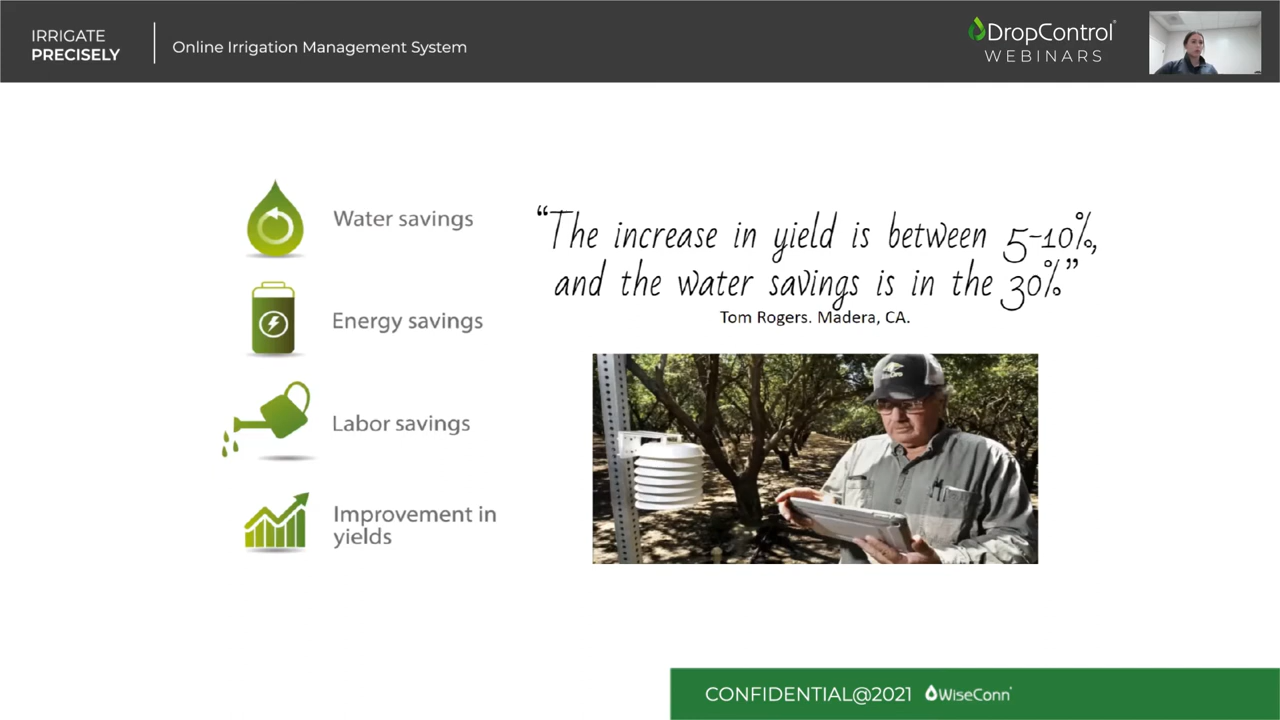 IRRIGATE
PRECISELY
Online Irrigation Management System
DropControl®
WEBINARS
Water savings
Energy savings
Labor savings
Improvement in
yields
“The increase in yield is between 5-10%,
and the water savings is in the 30%”
Tom Rogers. Madera, CA.
CONFIDENTIAL@2021 WiseConn®